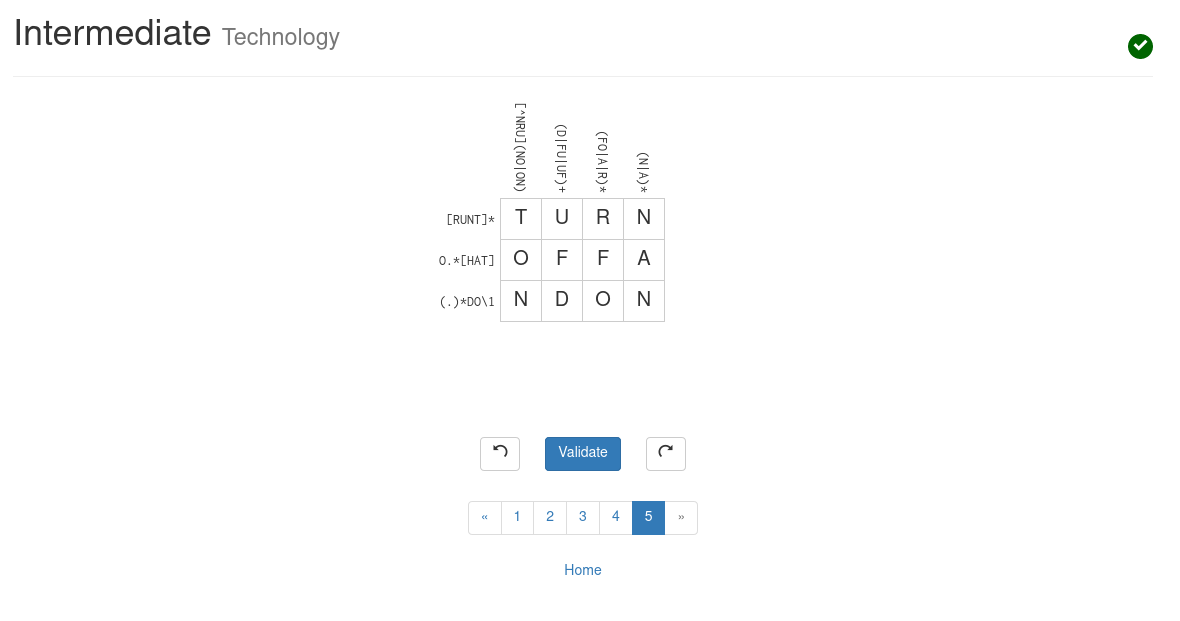 Intermediate Technology
[^NRU](NO|ON)
(D|FU|UF)+
(FO|A|R)*
(N|A)*
[RUNT]* T U R N
O.*[HAT] O F F A
(.)*DO\1 N D O N
Validate
« 1 2 3 4 5 »
Home